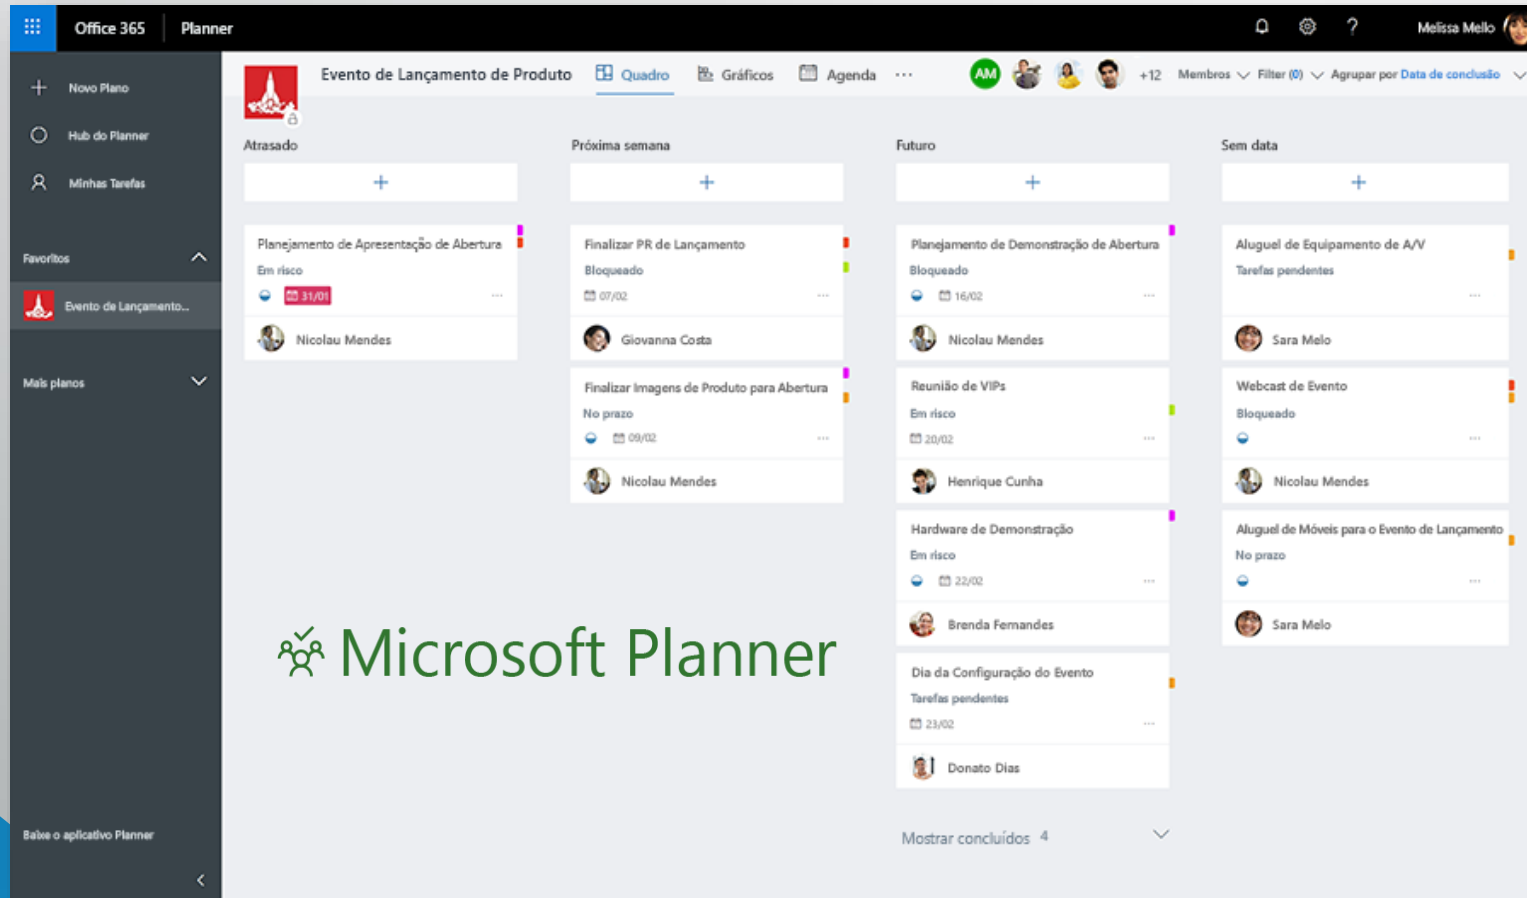 Office 365
Planner
Melissa Mello
Novo Plano
Hub do Planner
Minhas Tarefas
Favoritos
Evento de Lançamento...
Mais planos
Baixe o aplicativo Planner
Evento de Lançamento de Produto
Quadro
Gráficos
Agenda
...
AM
+12
Membros
Filter (0)
Agrupar por Data de conclusão
Atrasado
+
Planejamento de Apresentação de Abertura
Em risco
31/01
...
Nicolau Mendes
Próxima semana
+
Finalizar PR de Lançamento
Bloqueado
07/02
...
Giovanna Costa
Finalizar Imagens de Produto para Abertura
No prazo
09/02
...
Nicolau Mendes
Futuro
+
Planejamento de Demonstração de Abertura
Bloqueado
16/02
...
Nicolau Mendes
Reunião de VIPs
Em risco
20/02
...
Henrique Cunha
Hardware de Demonstração
Em risco
22/02
...
Brenda Fernandes
Dia da Configuração do Evento
Tarefas pendentes
23/02
...
Donato Dias
Mostrar concluídos 4
Sem data
+
Aluguel de Equipamento de A/V
Tarefas pendentes
...
Sara Melo
Webcast de Evento
Bloqueado
...
Nicolau Mendes
Aluguel de Móveis para o Evento de Lançamento
No prazo
...
Sara Melo
Microsoft Planner